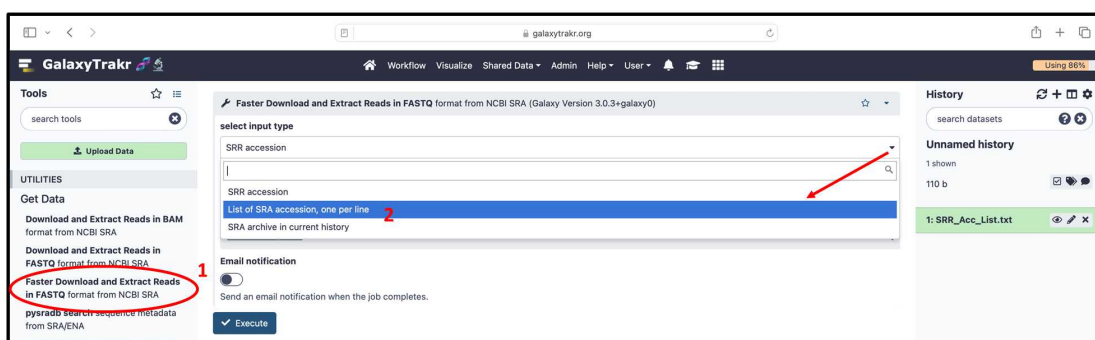 galaxytrakr.org
GalaxyTrakr
Workflow Visualize Shared Data Admin Help User
Using 86%
Tools
search tools
Upload Data
UTILITIES
Get Data
Download and Extract Reads in BAM
format from NCBI SRA
Download and Extract Reads in
FASTQ format from NCBI SRA
Faster Download and Extract Reads
in FASTQ format from NCBI SRA
1
pysradb search sequence metadata
from SRA/ENA
Faster Download and Extract Reads in FASTQ format from NCBI SRA (Galaxy Version 3.0.3+galaxy0)
select input type
SRR accession
SRR accession
List of SRA accession, one per line
2
SRA archive in current history
Email notification
Send an email notification when the job completes.
Execute
History
search datasets
Unnamed history
1 shown
110 b
1: SRR_Acc_List.txt